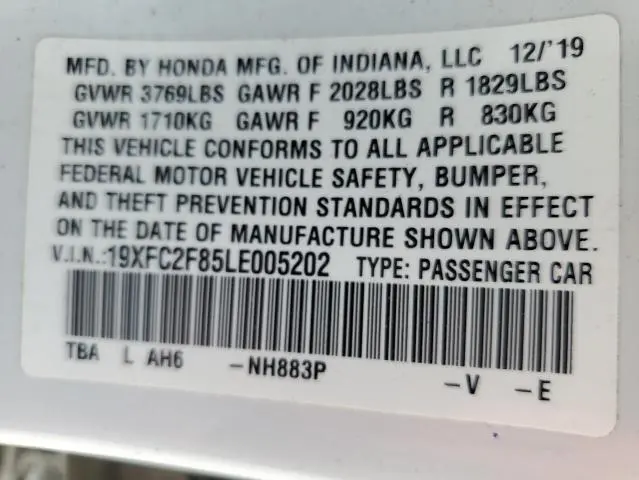 MFD. BY HONDA MFG. OF INDIANA, LLC 12/'19
GVWR 3769LBS GAWR F 2028LBS R 1829LBS
GVWR 1710KG GAWR F 920KG R 830KG
THIS VEHICLE CONFORMS TO ALL APPLICABLE
FEDERAL MOTOR VEHICLE SAFETY, BUMPER,
AND THEFT PREVENTION STANDARDS IN EFFECT
ON THE DATE OF MANUFACTURE SHOWN ABOVE.
V.I.N.:19XFC2F85LE005202 TYPE: PASSENGER CAR
TBA L AH6 -NH883P -V -E